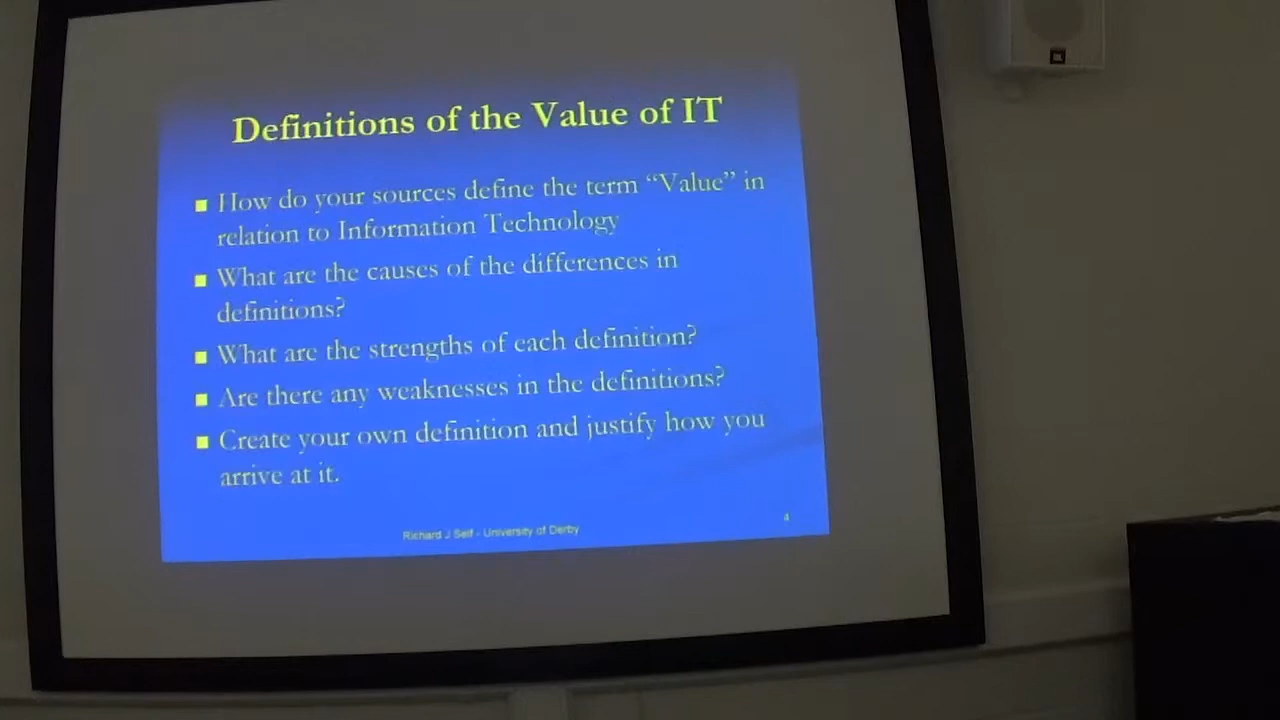 Definitions of the Value of IT
How do your sources define the term “Value” in
relation to Information Technology
What are the causes of the differences in
definitions?
What are the strengths of each definition?
Are there any weaknesses in the definitions?
Create your own definition and justify how you
arrive at it.
Richard J Self - University of Derby
4
JBL